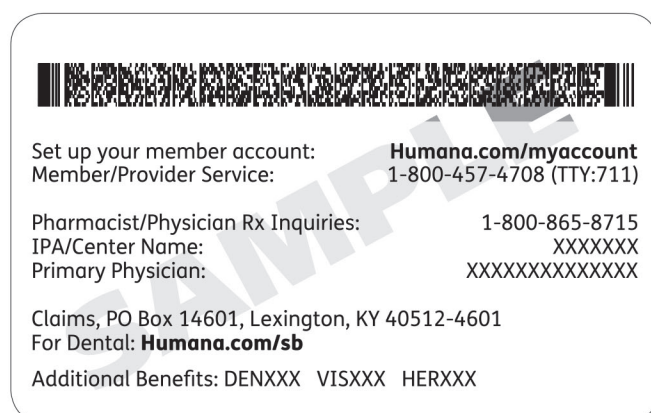 SAMPLE
Set up your member account: Humana.com/myaccount
Member/Provider Service: 1-800-457-4708 (TTY:711)
Pharmacist/Physician Rx Inquiries: 1-800-865-8715
IPA/Center Name: XXXXXXX
Primary Physician: XXXXXXXXXXXXXX
Claims, PO Box 14601, Lexington, KY 40512-4601
For Dental: Humana.com/sb
Additional Benefits: DENXXX VISXXX HERXXX